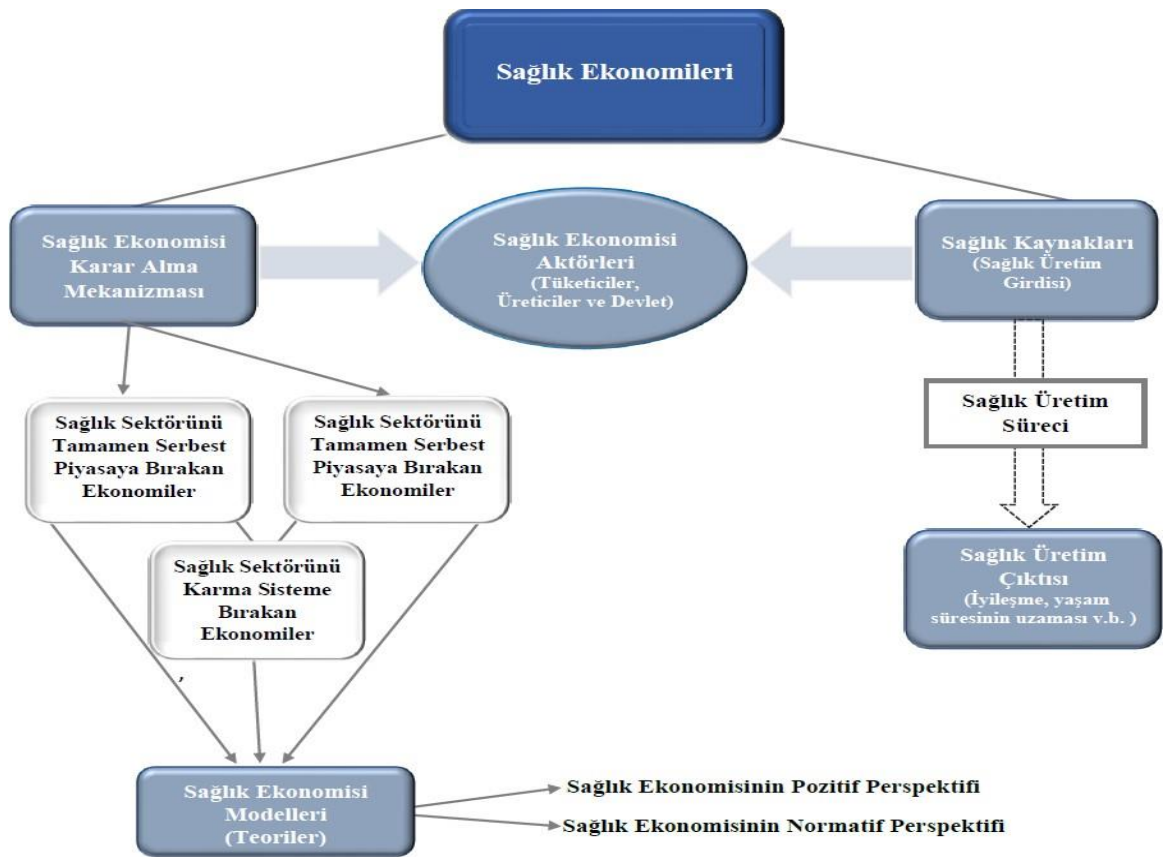 Sağlık Ekonomileri
Sağlık Ekonomisi
Karar Alma
Mekanizması
Sağlık Ekonomisi
Aktörleri
(Tüketiciler,
Üreticiler ve Devlet)
Sağlık Kaynakları
(Sağlık Üretim
Girdisi)
Sağlık Sektörünü
Tamamen Serbest
Piyasaya Bırakan
Ekonomiler
Sağlık Sektörünü
Tamamen Serbest
Piyasaya Bırakan
Ekonomiler
Sağlık Üretim
Süreci
Sağlık Sektörünü
Karma Sisteme
Bırakan
Ekonomiler
,
Sağlık Üretim
Çıktısı
(İyileşme, yaşam
süresinin uzaması v.b. )
Sağlık Ekonomisi
Modelleri
(Teoriler)
Sağlık Ekonomisinin Pozitif Perspektifi
Sağlık Ekonomisinin Normatif Perspektifi